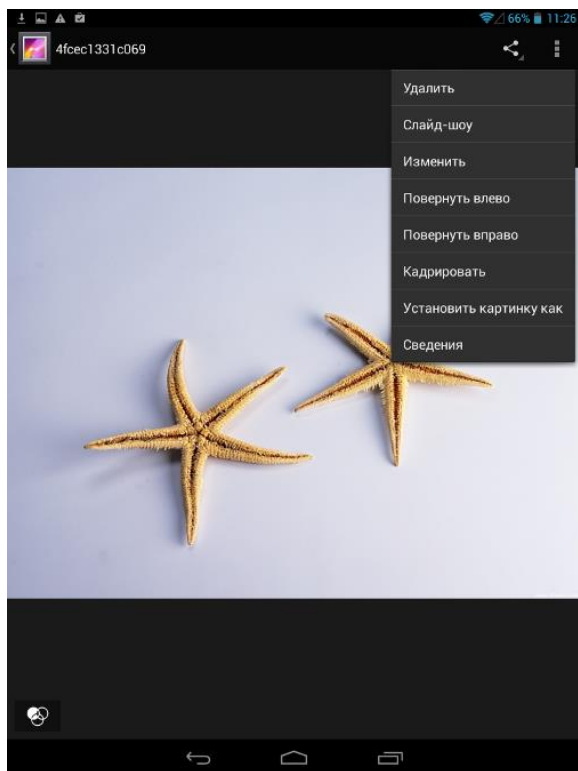 66% 11:26
4fcec1331c069
Удалить
Слайд-шоу
Изменить
Повернуть влево
Повернуть вправо
Кадрировать
Установить картинку как
Сведения